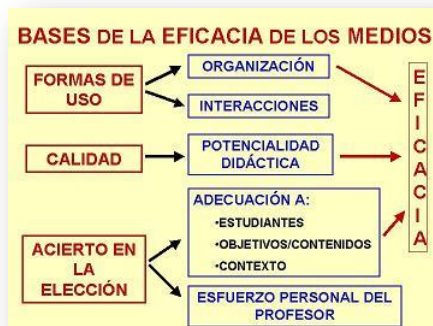 BASES DE LA EFICACIA DE LOS MEDIOS
FORMAS DE
USO
ORGANIZACIÓN
INTERACCIONES
CALIDAD
POTENCIALIDAD
DIDÁCTICA
ACIERTO EN
LA
ELECCIÓN
ADECUACIÓN A:
•ESTUDIANTES
•OBJETIVOS/CONTENIDOS
•CONTEXTO
ESFUERZO PERSONAL DEL
PROFESOR
EFICACIA